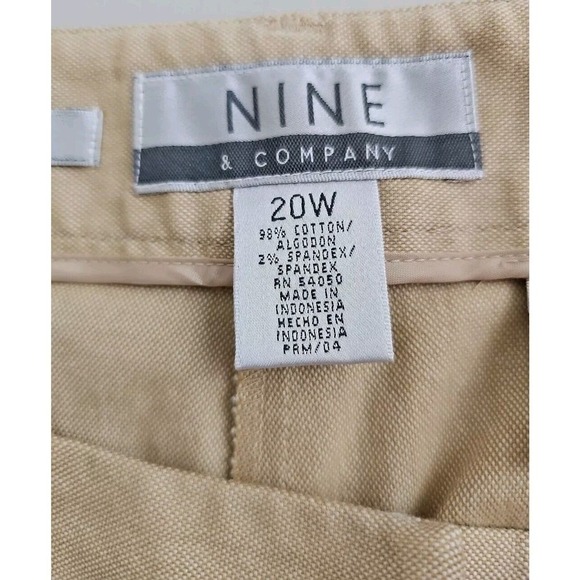 NINE
& COMPANY
20W
98% COTTON/
ALGODON
2% SPANDEX/
SPANDEX
RN 54050
MADE IN
INDONESIA
HECHO EN
INDONESIA
PRM/04